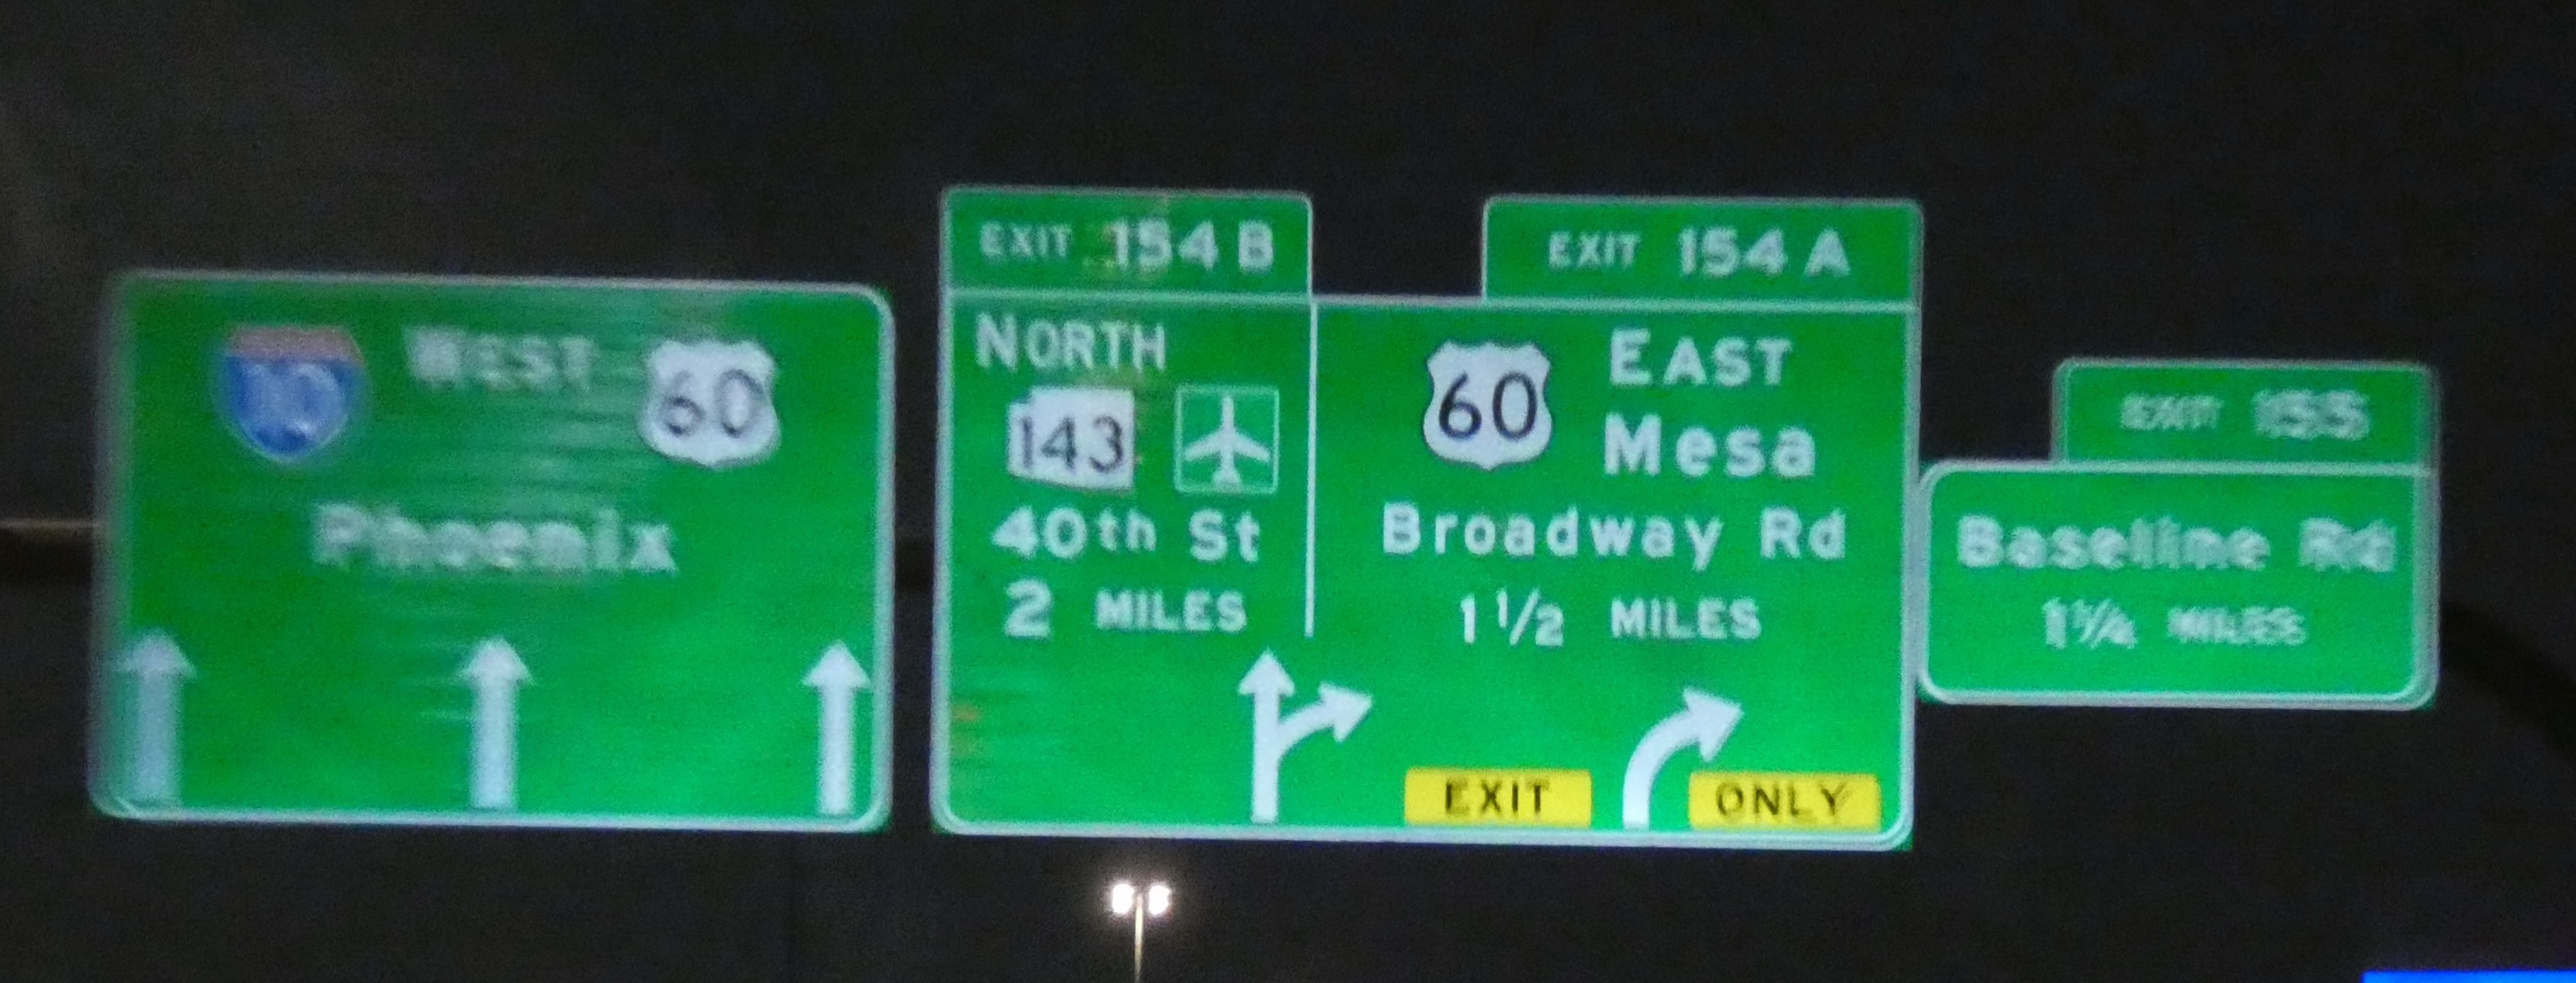 10 WEST 60
Phoenix
EXIT 154 B
NORTH
143
40th St
2 MILES
EXIT 154 A
60 EAST
Mesa
Broadway Rd
1 1/2 MILES
EXIT ONLY
EXIT 155
Baseline Rd
1 1/4 MILES